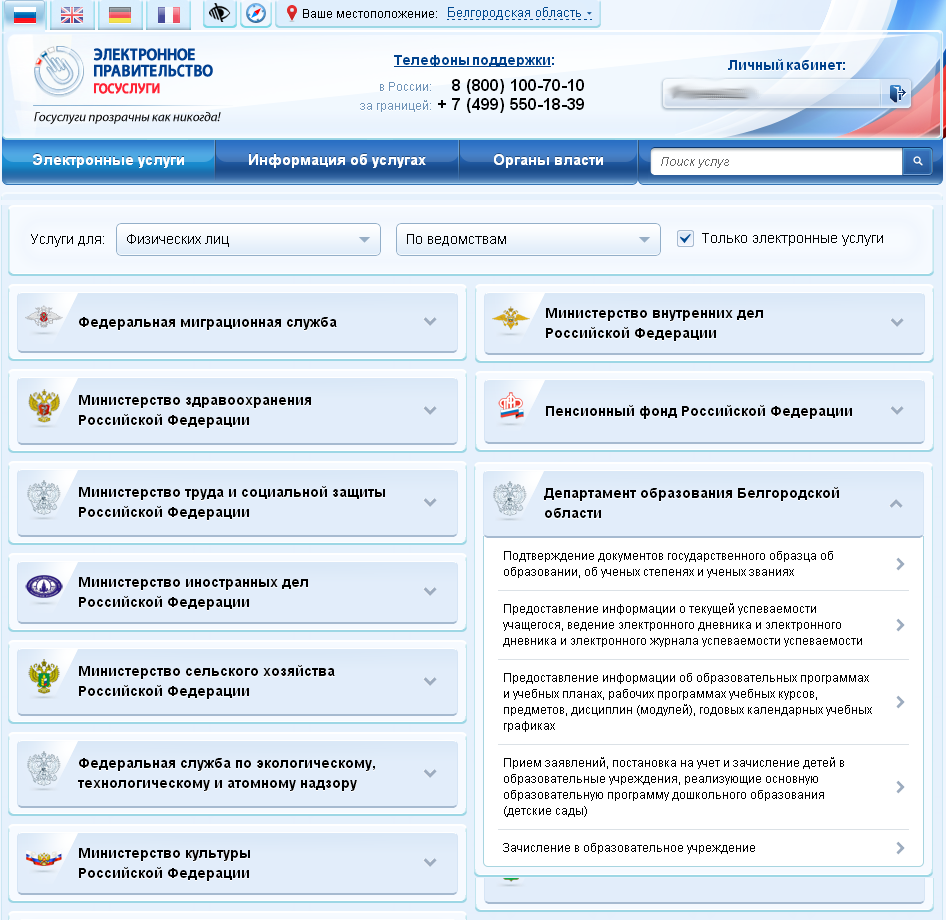 Ваше местоположение: Белгородская область
ЭЛЕКТРОННОЕ
ПРАВИТЕЛЬСТВО
ГОСУСЛУГИ
Госуслуги прозрачны как никогда!
Телефоны поддержки:
в России: 8 (800) 100-70-10
за границей: + 7 (499) 550-18-39
Личный кабинет:
Электронные услуги
Информация об услугах
Органы власти
Поиск услуг
Услуги для: Физических лиц
По ведомствам
Только электронные услуги
Федеральная миграционная служба
Министерство здравоохранения
Российской Федерации
Министерство труда и социальной защиты
Российской Федерации
Министерство иностранных дел
Российской Федерации
Министерство сельского хозяйства
Российской Федерации
Федеральная служба по экологическому,
технологическому и атомному надзору
Министерство культуры
Российской Федерации
Министерство внутренних дел
Российской Федерации
Пенсионный фонд Российской Федерации
Департамент образования Белгородской
области
Подтверждение документов государственного образца об
образовании, об ученых степенях и ученых званиях
Предоставление информации о текущей успеваемости
учащегося, ведение электронного дневника и электронного
дневника и электронного журнала успеваемости успеваемости
Предоставление информации об образовательных программах
и учебных планах, рабочих программах учебных курсов,
предметов, дисциплин (модулей), годовых календарных учебных
графиках
Прием заявлений, постановка на учет и зачисление детей в
образовательные учреждения, реализующие основную
образовательную программу дошкольного образования
(детские сады)
Зачисление в образовательное учреждение